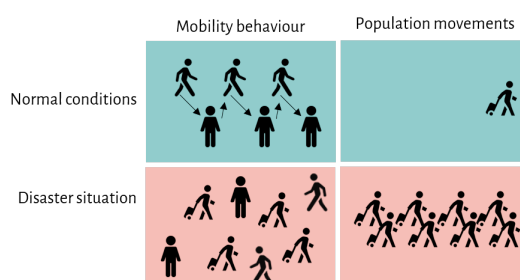 Mobility behaviour
Population movements
Normal conditions
Disaster situation